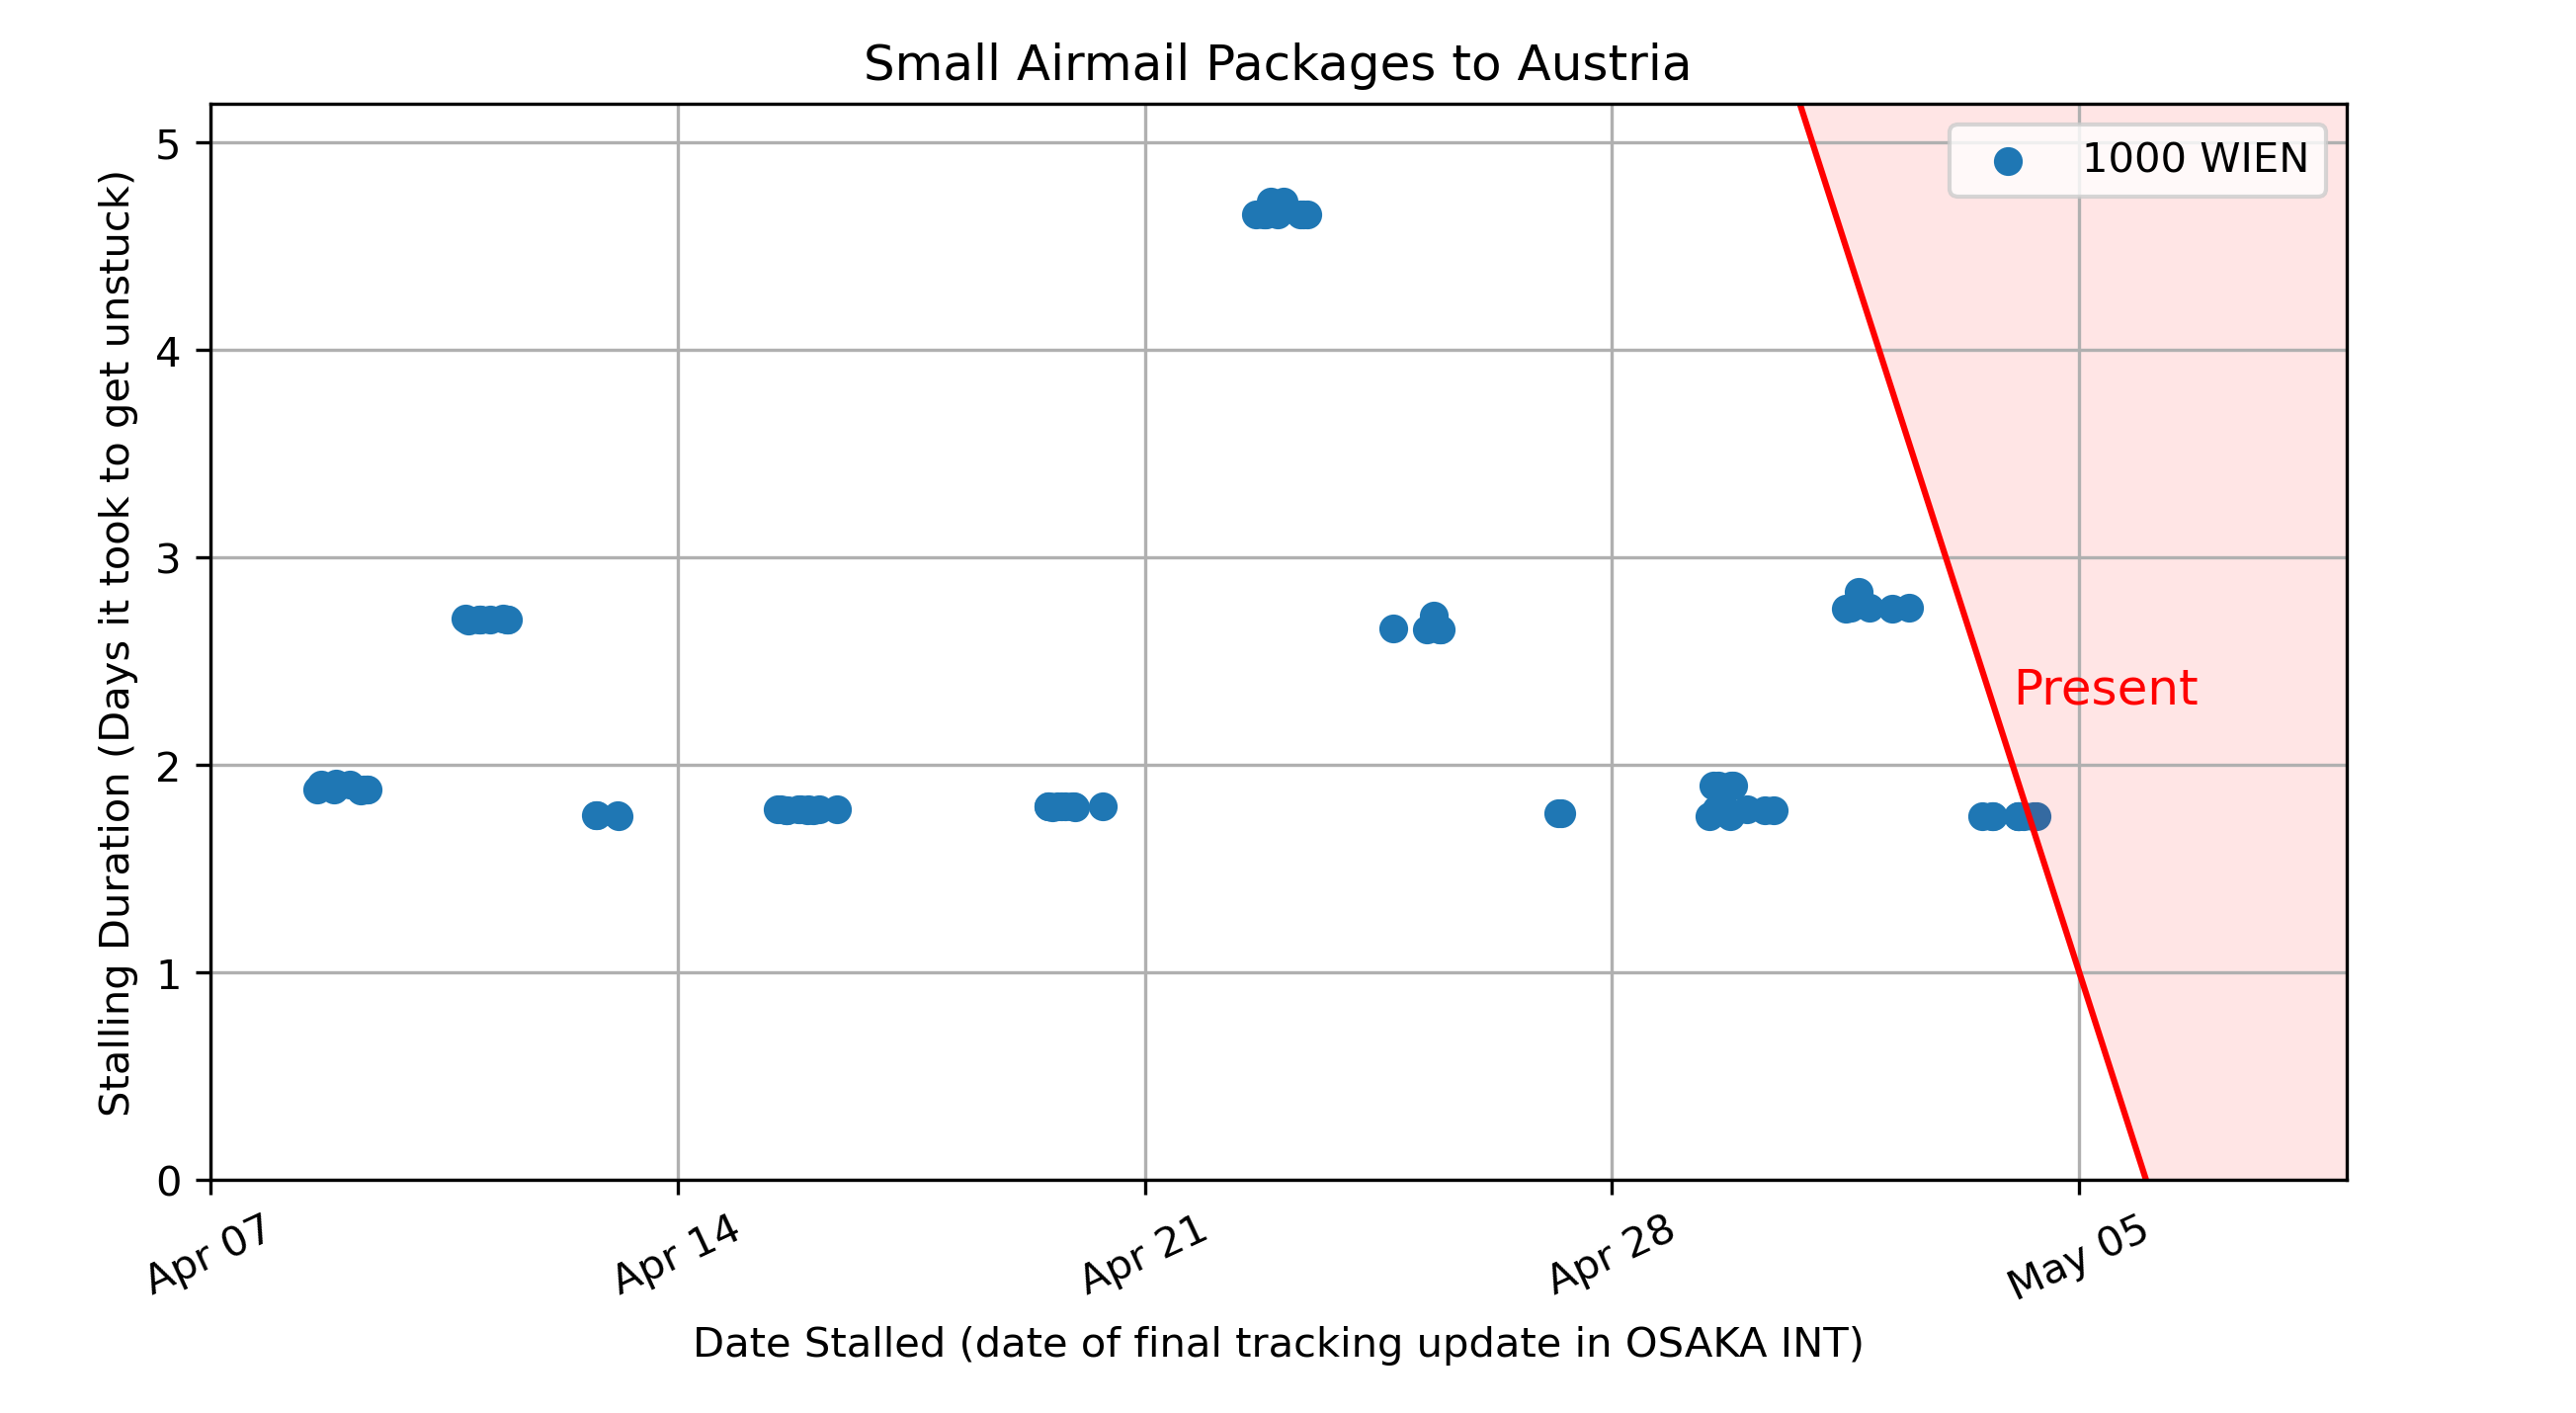 Small Airmail Packages to Austria
1000 WIEN
Present
Stalling Duration (Days it took to get unstuck)
5
4
3
2
1
0
Apr 07
Apr 14
Apr 21
Apr 28
May 05
Date Stalled (date of final tracking update in OSAKA INT)